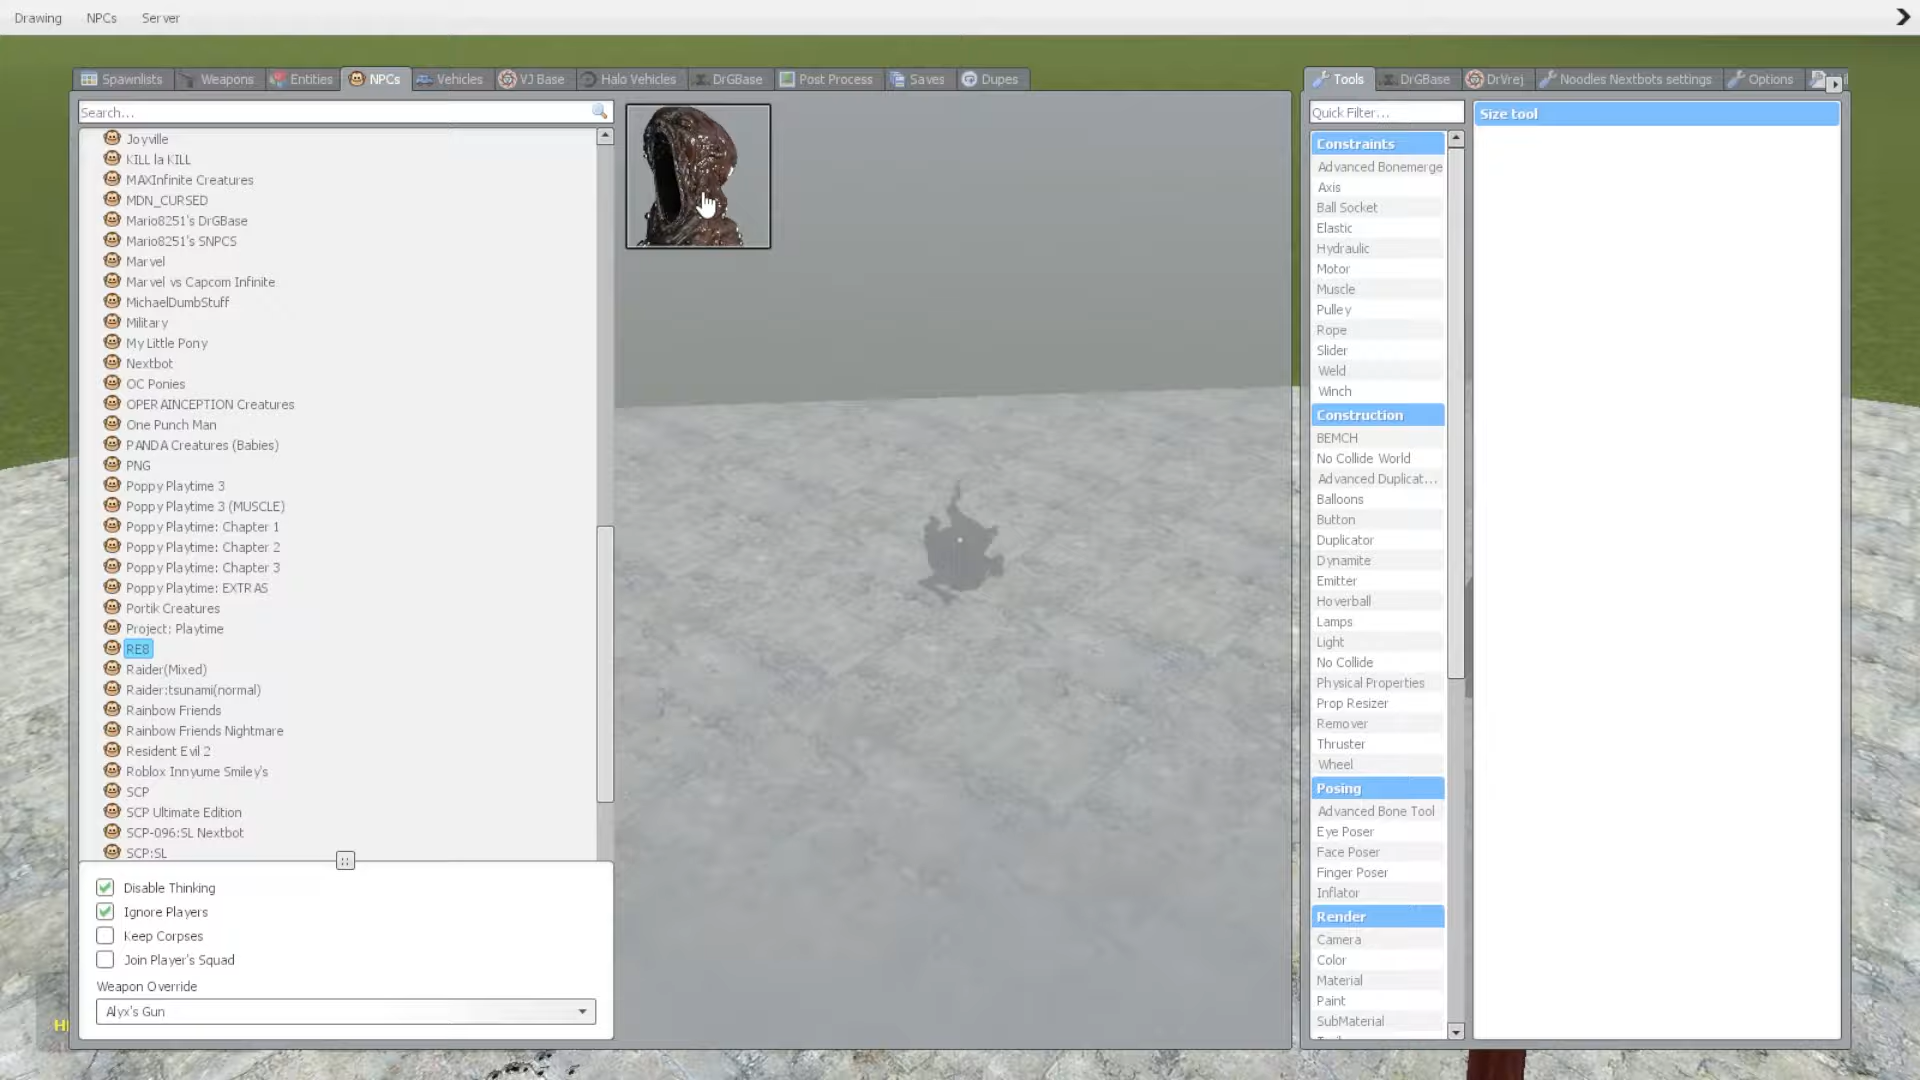 Drawing NPCs Server
Spawnlists Weapons Entities NPCs Vehicles VJ Base Halo Vehicles DrGBase Post Process Saves Dupes
Search...
Joyville
KILL la KILL
MAXInfinite Creatures
MDN_CURSED
Mario8251's DrGBase
Mario8251's SNPCS
Marvel
Marvel vs Capcom Infinite
MichaelDumbStuff
Military
My Little Pony
Nextbot
OC Ponies
OPERAINCEPTION Creatures
One Punch Man
PANDA Creatures (Babies)
PNG
Poppy Playtime 3
Poppy Playtime 3 (MUSCLE)
Poppy Playtime: Chapter 1
Poppy Playtime: Chapter 2
Poppy Playtime: Chapter 3
Poppy Playtime: EXTRAS
Portik Creatures
Project: Playtime
RE8
Raider(Mixed)
Raider:tsunami(normal)
Rainbow Friends
Rainbow Friends Nightmare
Resident Evil 2
Roblox Innyume Smiley's
SCP
SCP Ultimate Edition
SCP-096:SL Nextbot
SCP:SL
Disable Thinking
Ignore Players
Keep Corpses
Join Player's Squad
Weapon Override
Alyx's Gun
Tools DrGBase DrVrej Noodles Nextbots settings Options
Quick Filter...
Constraints
Advanced Bonemerge
Axis
Ball Socket
Elastic
Hydraulic
Motor
Muscle
Pulley
Rope
Slider
Weld
Winch
Construction
BEMCH
No Collide World
Advanced Duplicat...
Balloons
Button
Duplicator
Dynamite
Emitter
Hoverball
Lamps
Light
No Collide
Physical Properties
Prop Resizer
Remover
Thruster
Wheel
Posing
Advanced Bone Tool
Eye Poser
Face Poser
Finger Poser
Inflator
Render
Camera
Color
Material
Paint
SubMaterial
Size tool